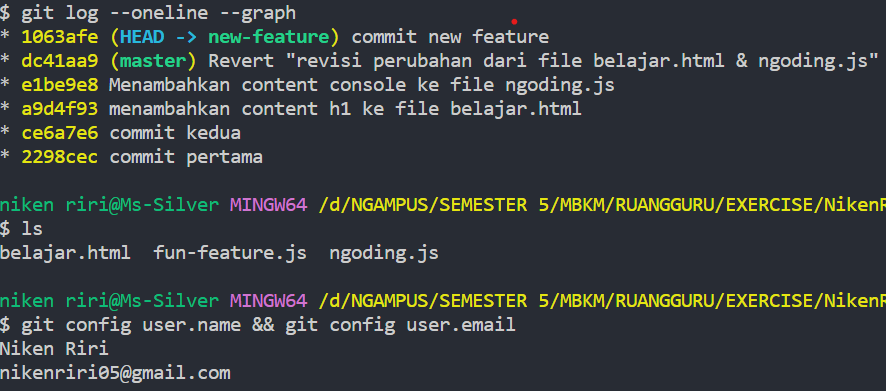 $ git log --oneline --graph
* 1063afe (HEAD -> new-feature) commit new feature
* dc41aa9 (master) Revert "revisi perubahan dari file belajar.html & ngoding.js"
* e1be9e8 Menambahkan content console ke file ngoding.js
* a9d4f93 menambahkan content h1 ke file belajar.html
* ce6a7e6 commit kedua
* 2298cec commit pertama
niken riri@Ms-Silver MINGW64 /d/NGAMPUS/SEMESTER 5/MBKM/RUANGGURU/EXERCISE/NikenR
$ ls
belajar.html  fun-feature.js  ngoding.js
niken riri@Ms-Silver MINGW64 /d/NGAMPUS/SEMESTER 5/MBKM/RUANGGURU/EXERCISE/NikenR
$ git config user.name && git config user.email
Niken Riri
nikenriri05@gmail.com